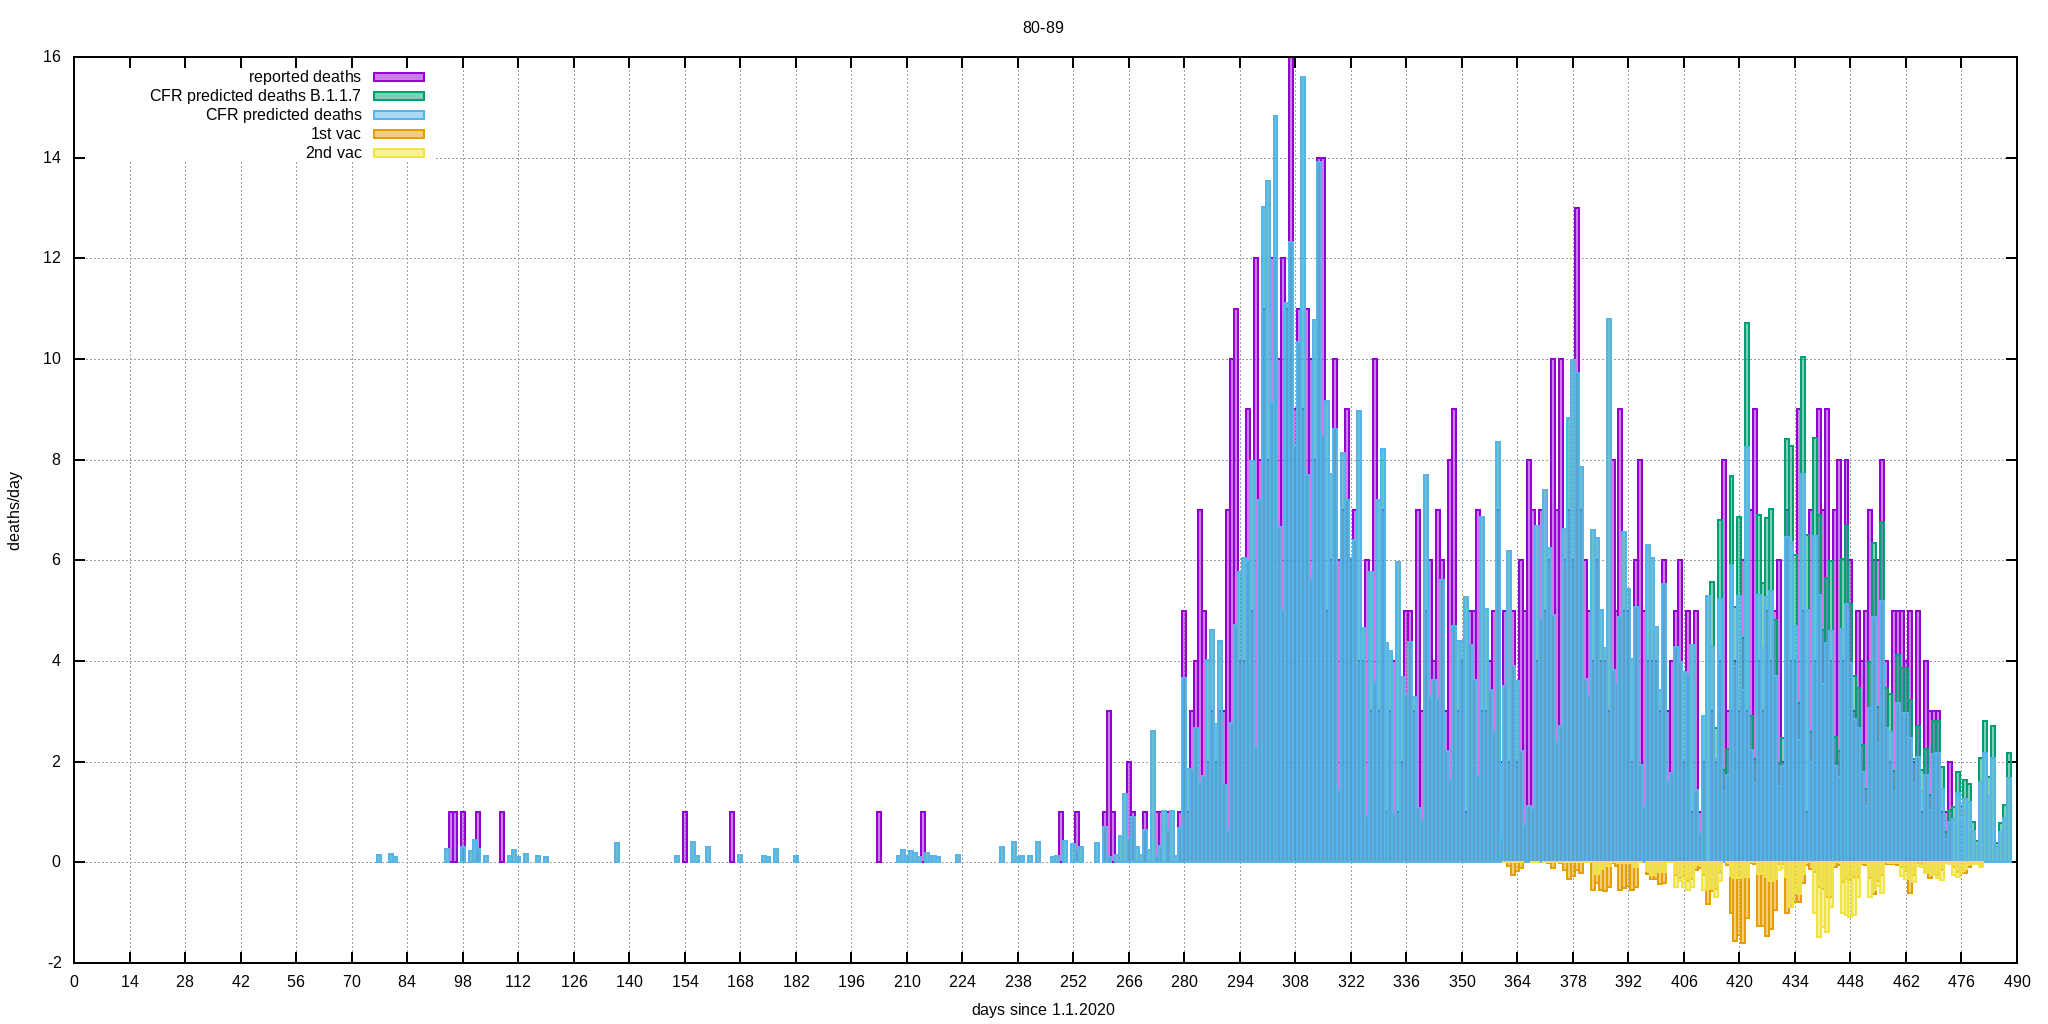 80-89
16
14
12
10
8
6
4
2
0
-2
deaths/day
reported deaths
CFR predicted deaths B.1.1.7
CFR predicted deaths
1st vac
2nd vac
0 14 28 42 56 70 84 98 112 126 140 154 168 182 196 210 224 238 252 266 280 294 308 322 336 350 364 378 392 406 420 434 448 462 476 490
days since 1.1.2020